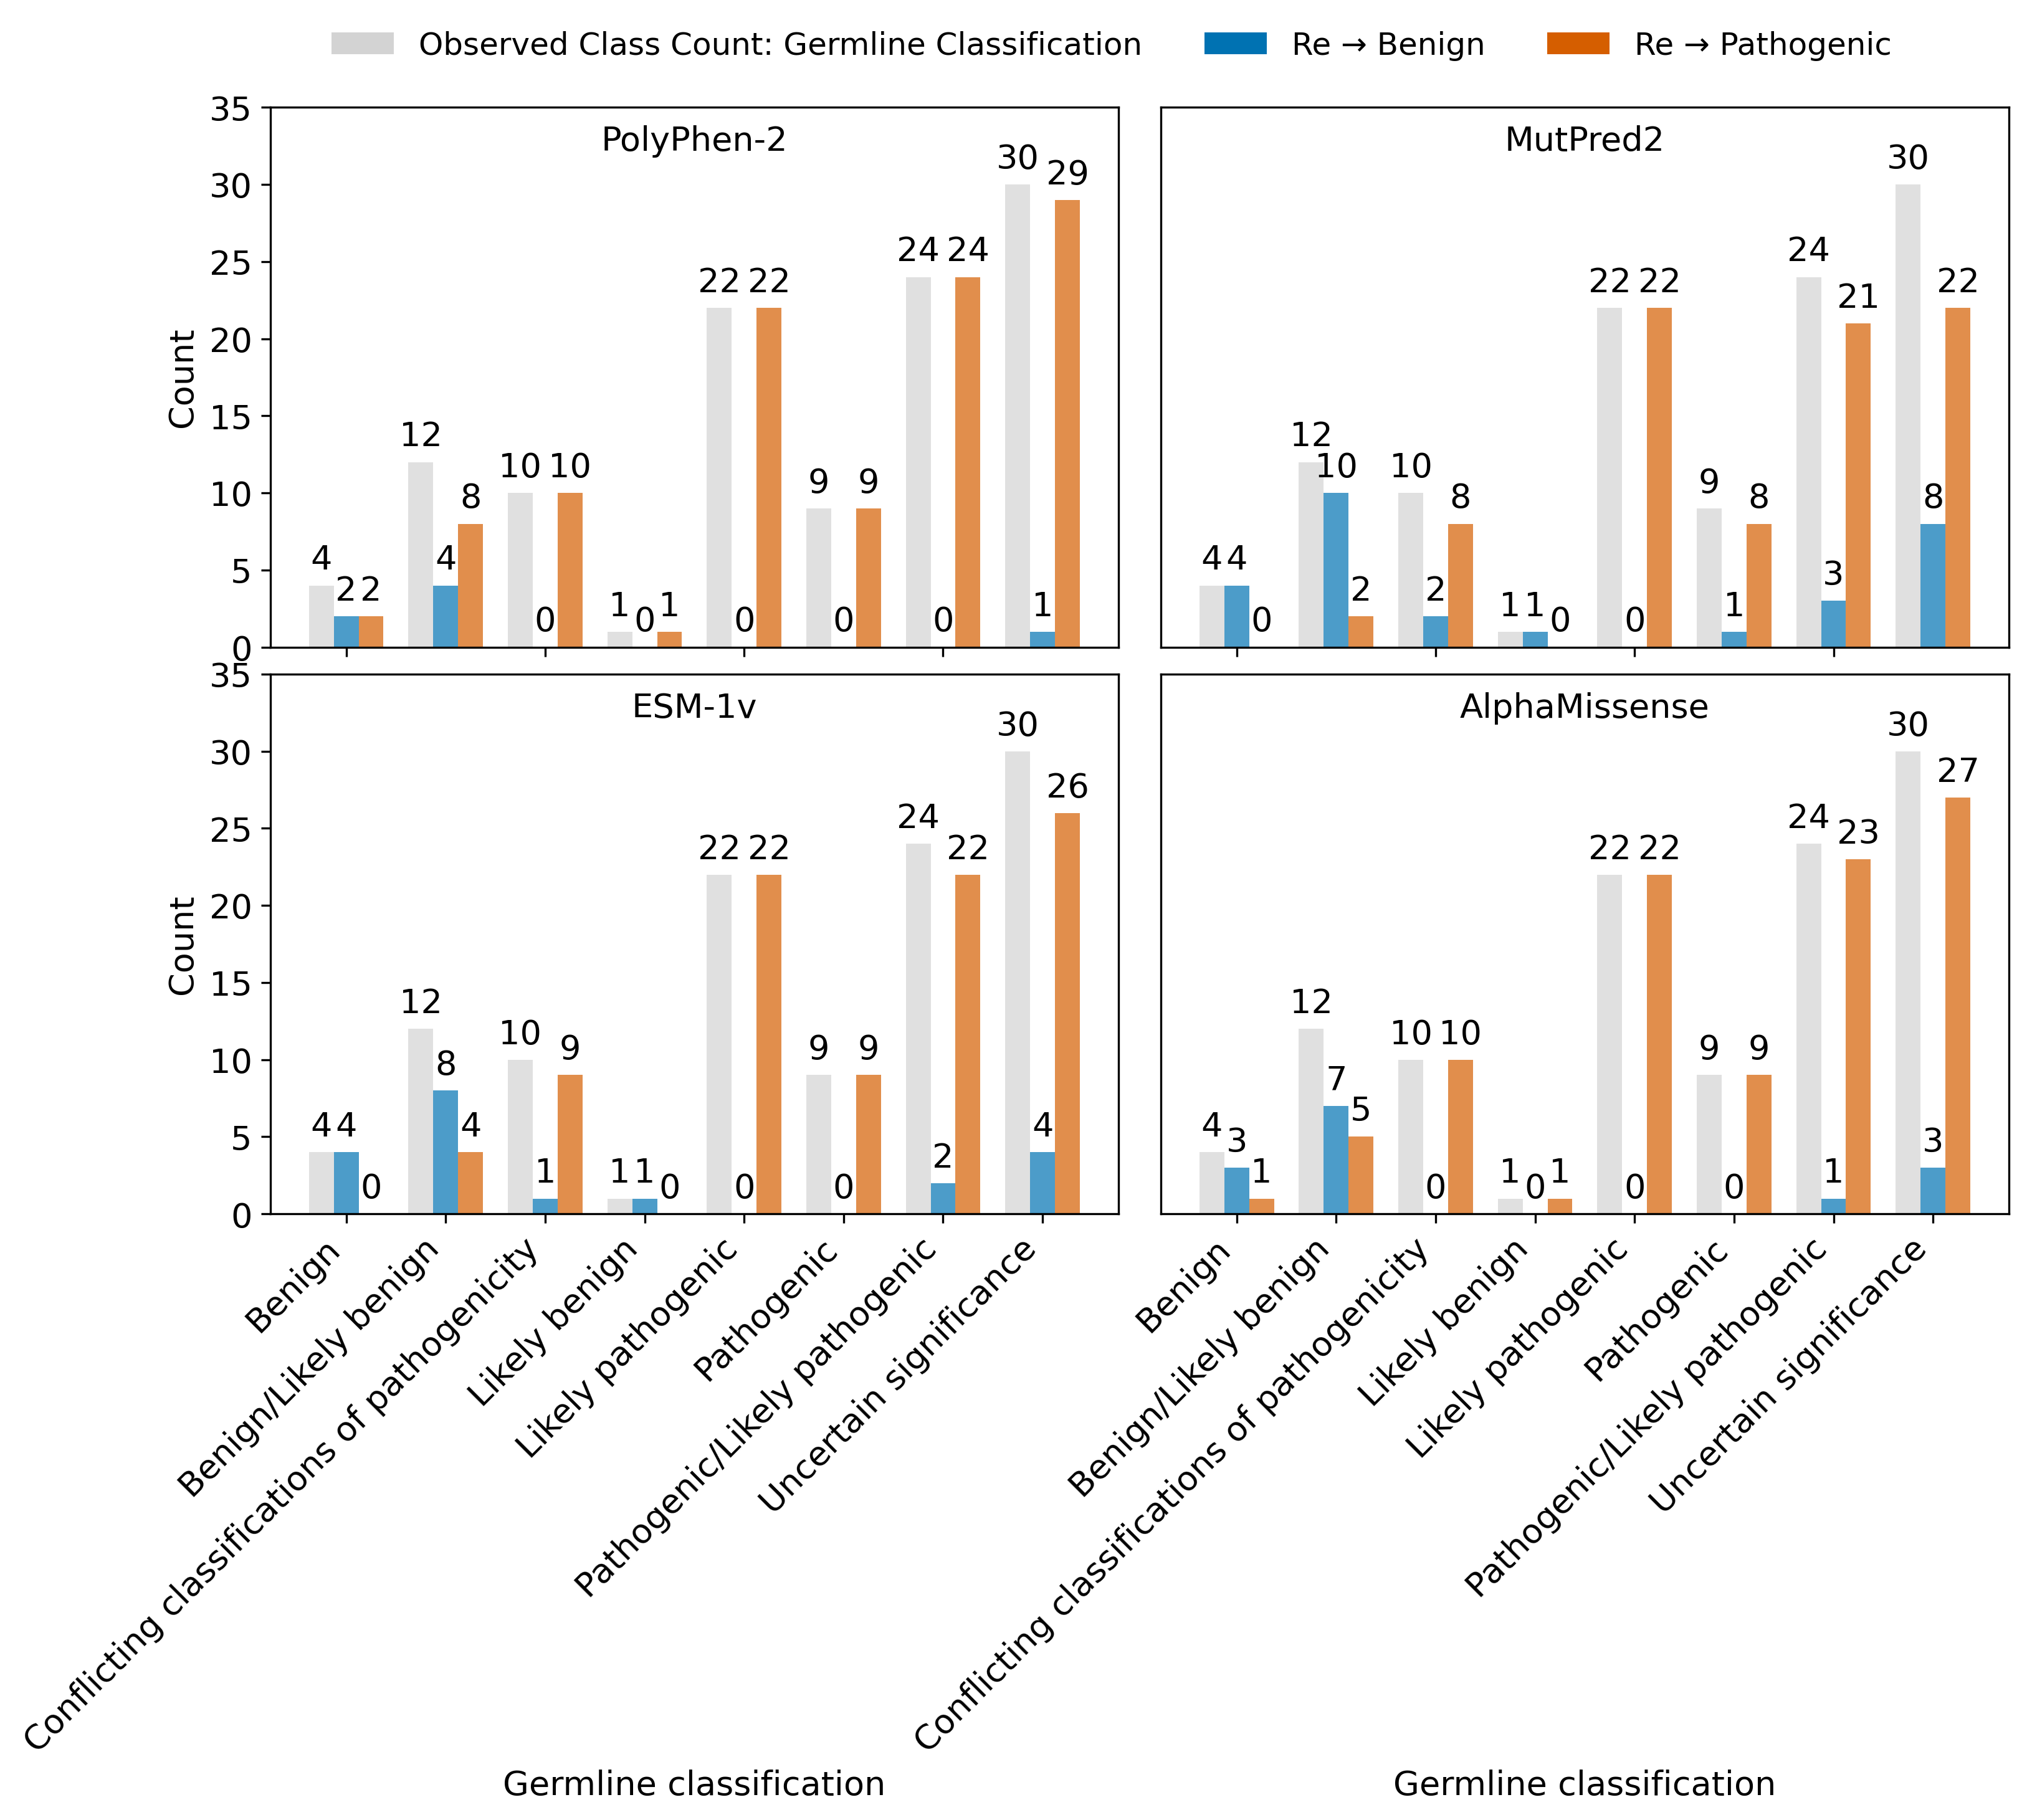 Observed Class Count: Germline Classification Re → Benign Re → Pathogenic
PolyPhen-2
Count
35
30
25
20
15
10
5
0
4 2 2
12 4 8
10 0 10
1 0 1
22 0 22
9 0 9
24 0 24
30 1 29
MutPred2
4 4 0
12 10 2
10 2 8
1 1 0
22 0 22
9 1 8
24 3 21
30 8 22
ESM-1v
Count
35
30
25
20
15
10
5
0
4 4 0
12 8 4
10 1 9
1 1 0
22 0 22
9 0 9
24 2 22
30 4 26
AlphaMissense
4 3 1
12 7 5
10 0 10
1 0 1
22 0 22
9 0 9
24 1 23
30 3 27
Benign
Benign/Likely benign
Conflicting classifications of pathogenicity
Likely benign
Likely pathogenic
Pathogenic
Pathogenic/Likely pathogenic
Uncertain significance
Germline classification
Benign
Benign/Likely benign
Conflicting classifications of pathogenicity
Likely benign
Likely pathogenic
Pathogenic
Pathogenic/Likely pathogenic
Uncertain significance
Germline classification